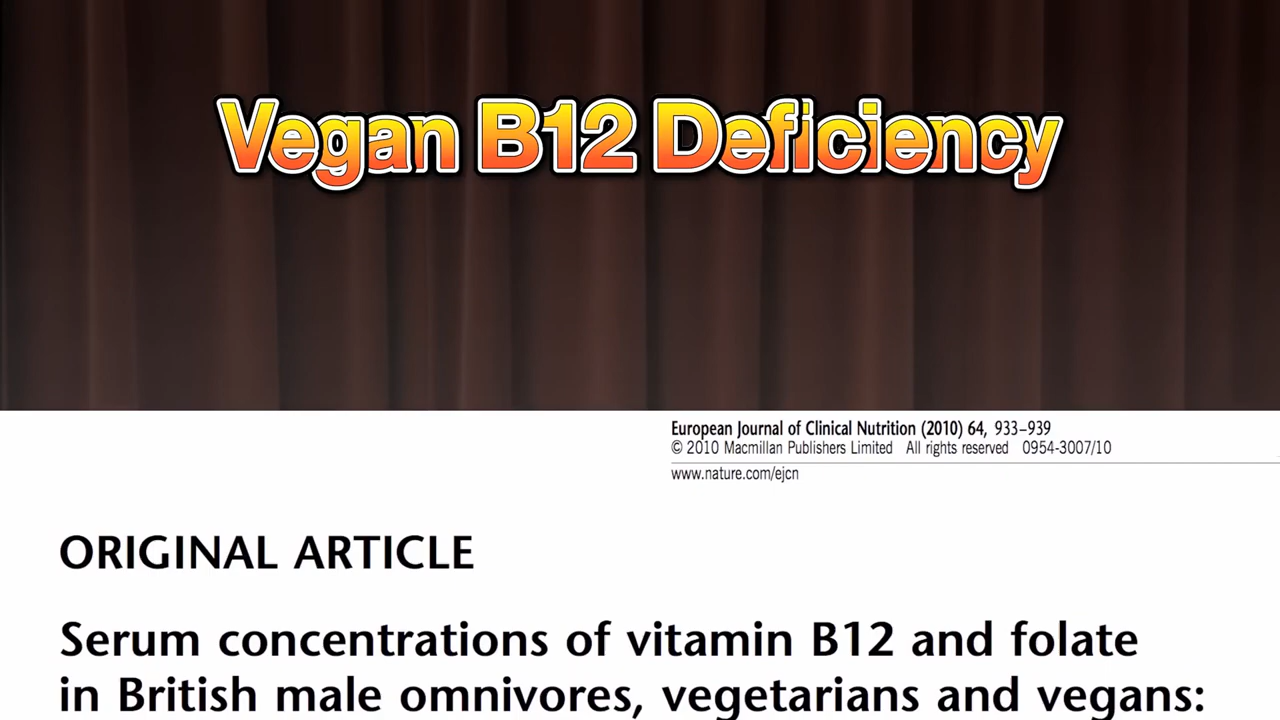 Vegan B12 Deficiency
European Journal of Clinical Nutrition (2010) 64, 933–939
© 2010 Macmillan Publishers Limited All rights reserved 0954-3007/10
www.nature.com/ejcn
ORIGINAL ARTICLE
Serum concentrations of vitamin B12 and folate
in British male omnivores, vegetarians and vegans: